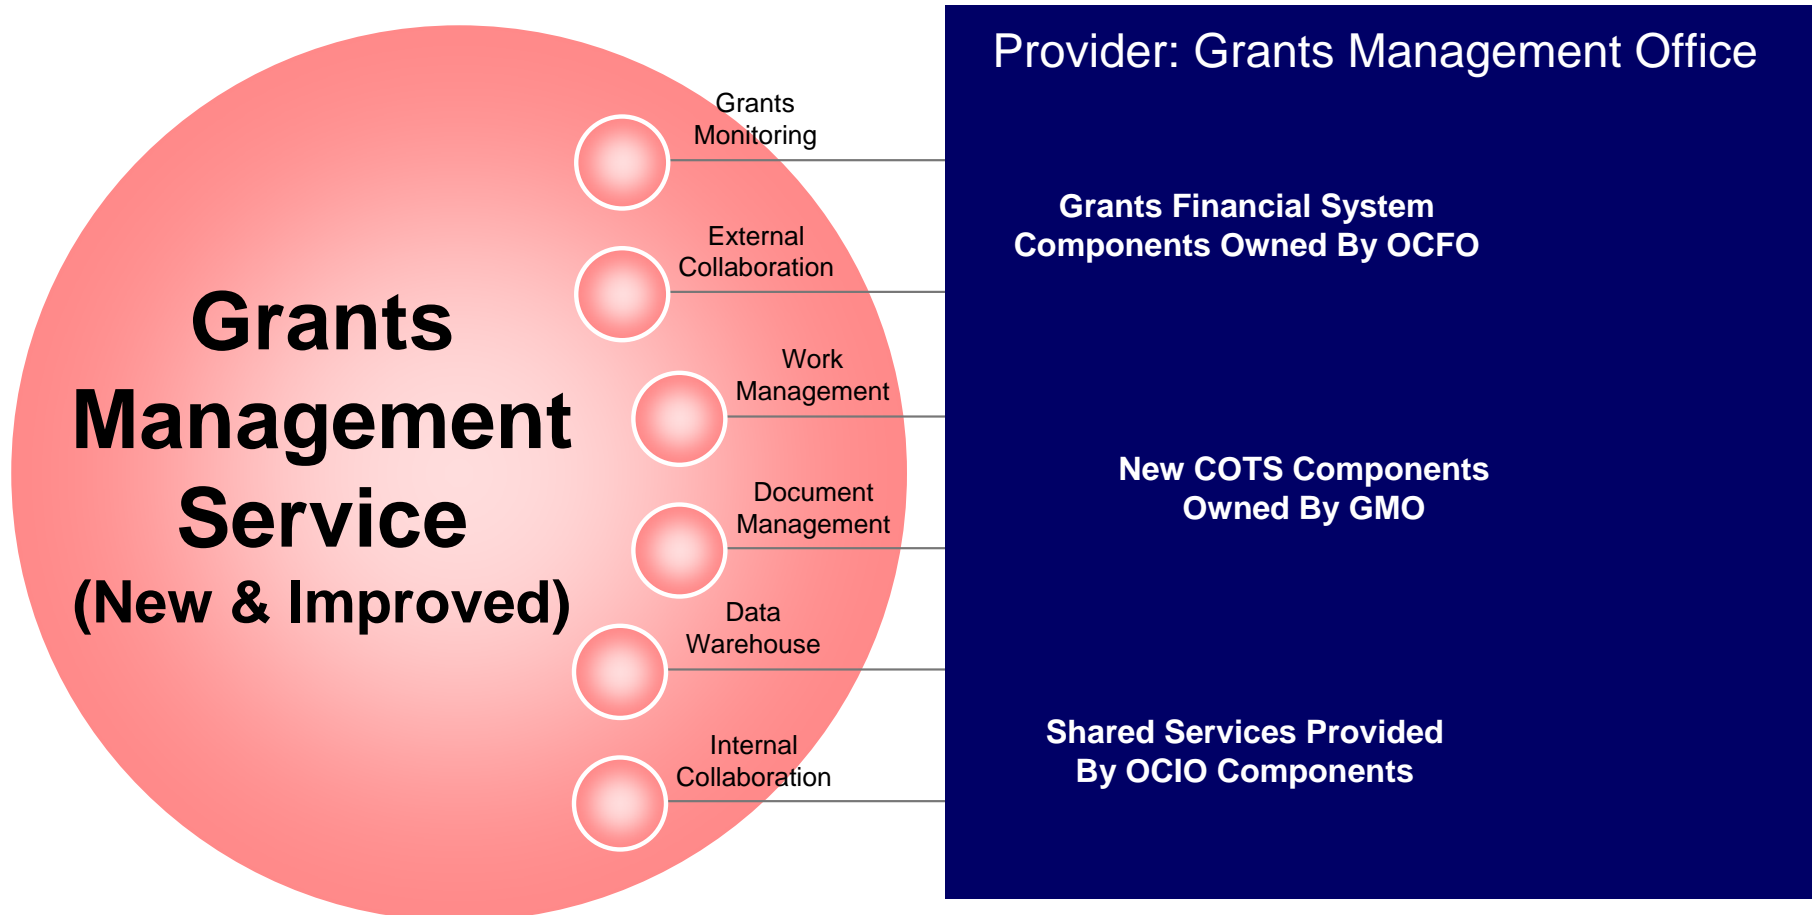 Grants
Management
Service
(New & Improved)
Grants
Monitoring
External
Collaboration
Work
Management
Document
Management
Data
Warehouse
Internal
Collaboration
Provider: Grants Management Office
Grants Financial System
Components Owned By OCFO
New COTS Components
Owned By GMO
Shared Services Provided
By OCIO Components